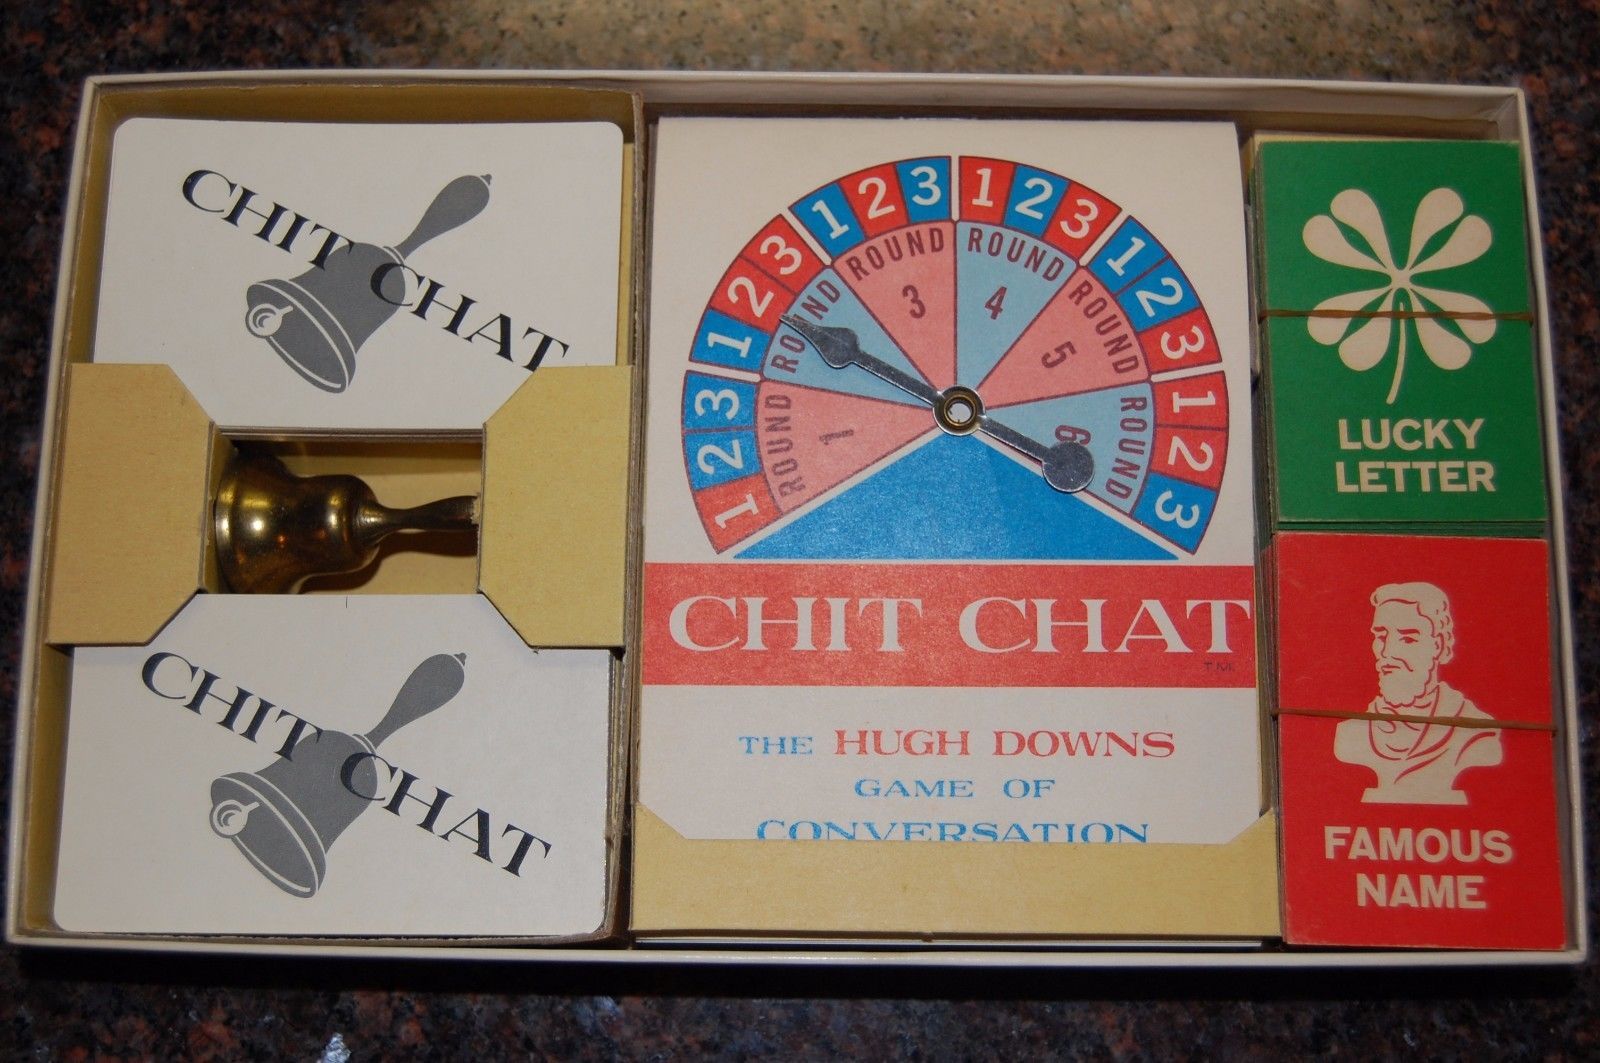 CHIT CHAT
CHIT CHAT
1 2 3
ROUND
1
1 2 3
ROUND
1 2 3
ROUND
3
1 2 3
ROUND
4
1 2 3
ROUND
5
1 2 3
ROUND
6
CHIT CHAT
TM
THE HUGH DOWNS
GAME OF
CONVERSATION
LUCKY
LETTER
FAMOUS
NAME